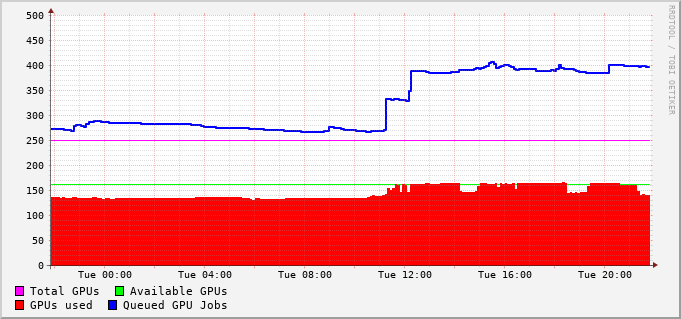 500
450
400
350
300
250
200
150
100
50
0
Tue 00:00 Tue 04:00 Tue 08:00 Tue 12:00 Tue 16:00 Tue 20:00
Total GPUs Available GPUs
GPUs used Queued GPU Jobs
RRDTOOL / TOBI OETIKER